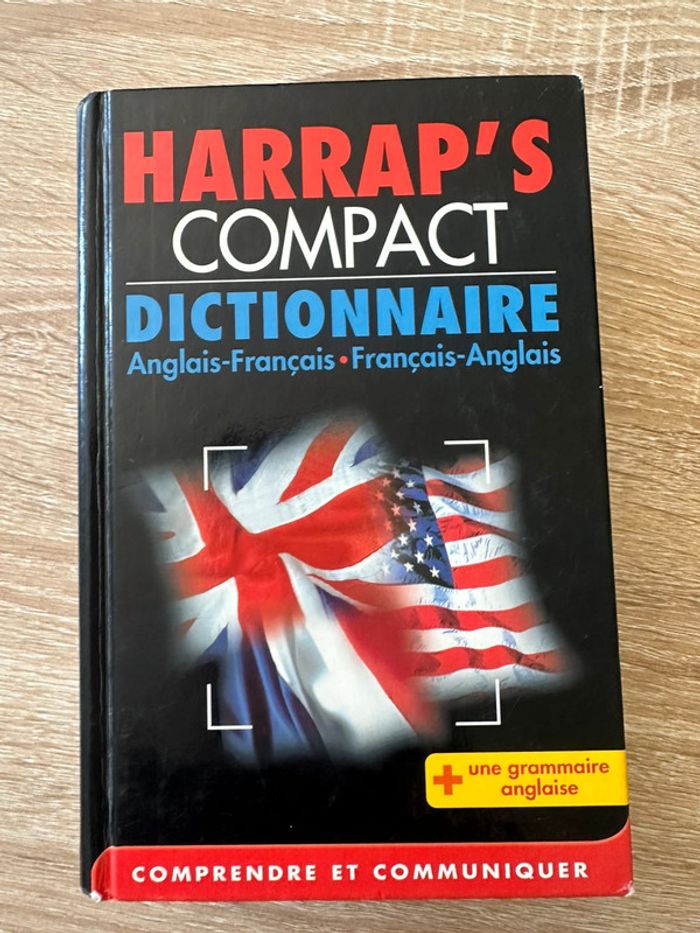 HARRAP'S
COMPACT
DICTIONNAIRE
Anglais-Français • Français-Anglais
+ une grammaire
anglaise
COMPRENDRE ET COMMUNIQUER